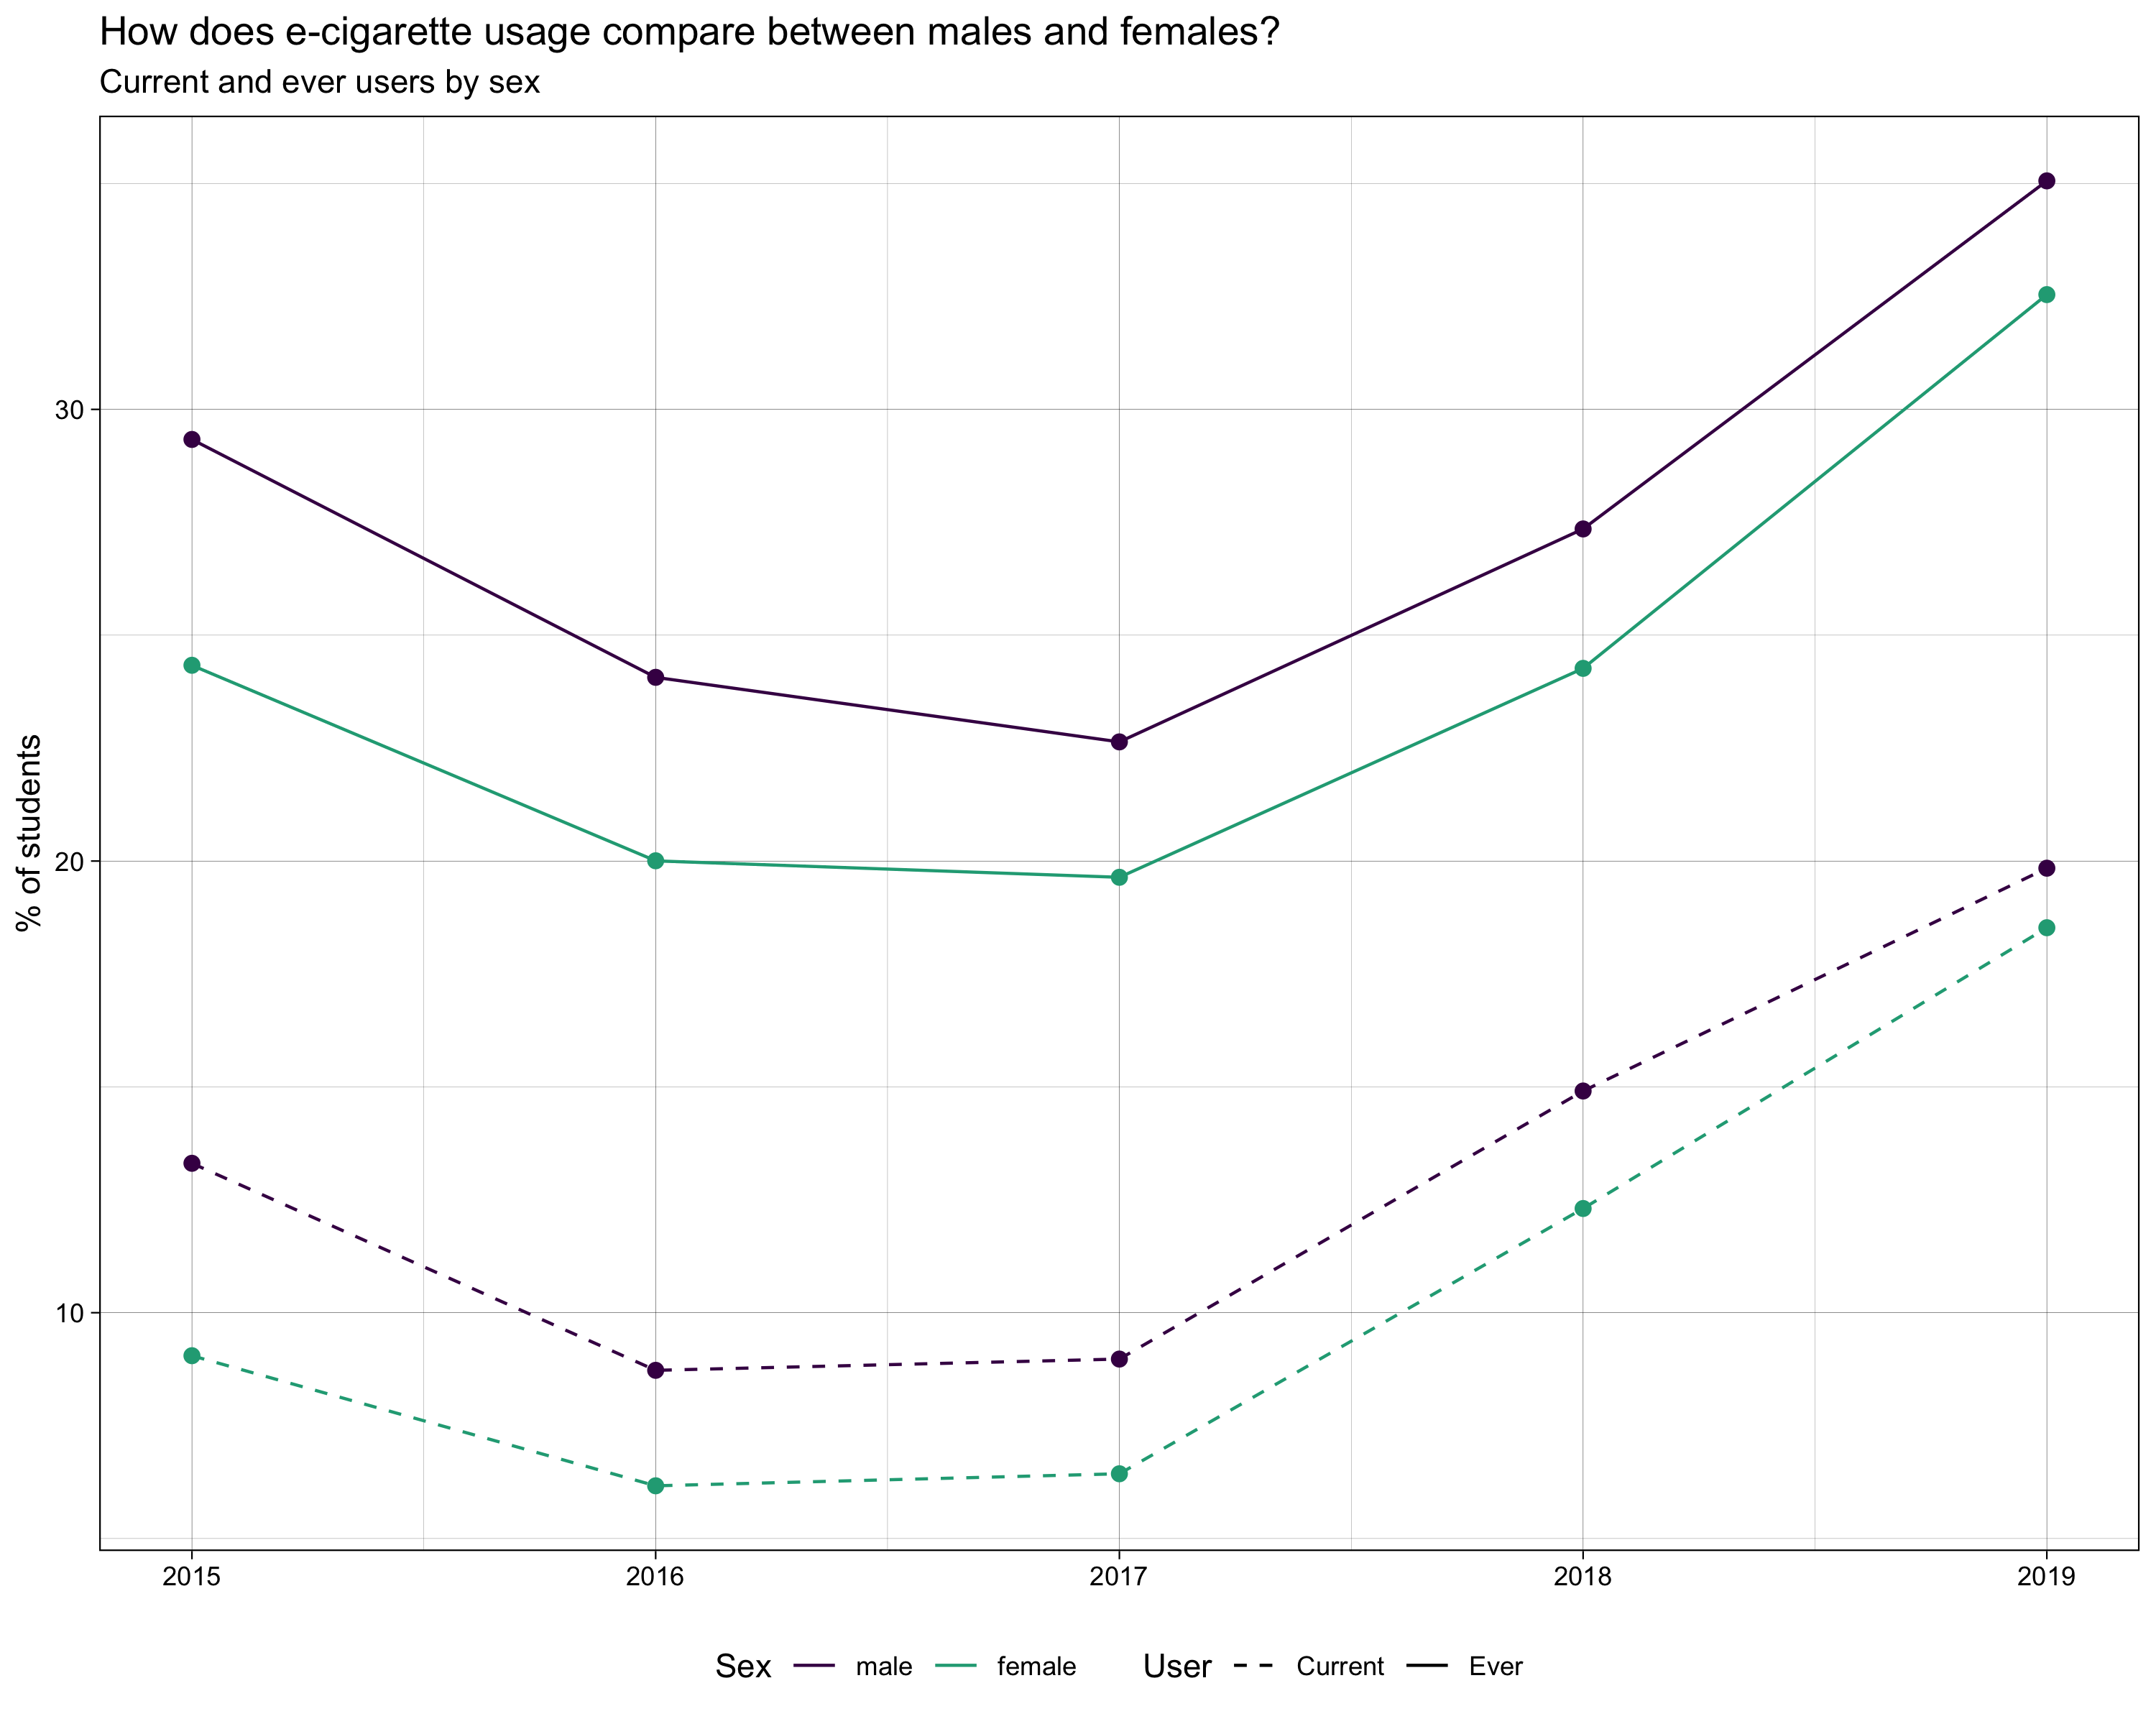 How does e-cigarette usage compare between males and females?
Current and ever users by sex
% of students
30
20
10
2015 2016 2017 2018 2019
Sex male female User Current Ever